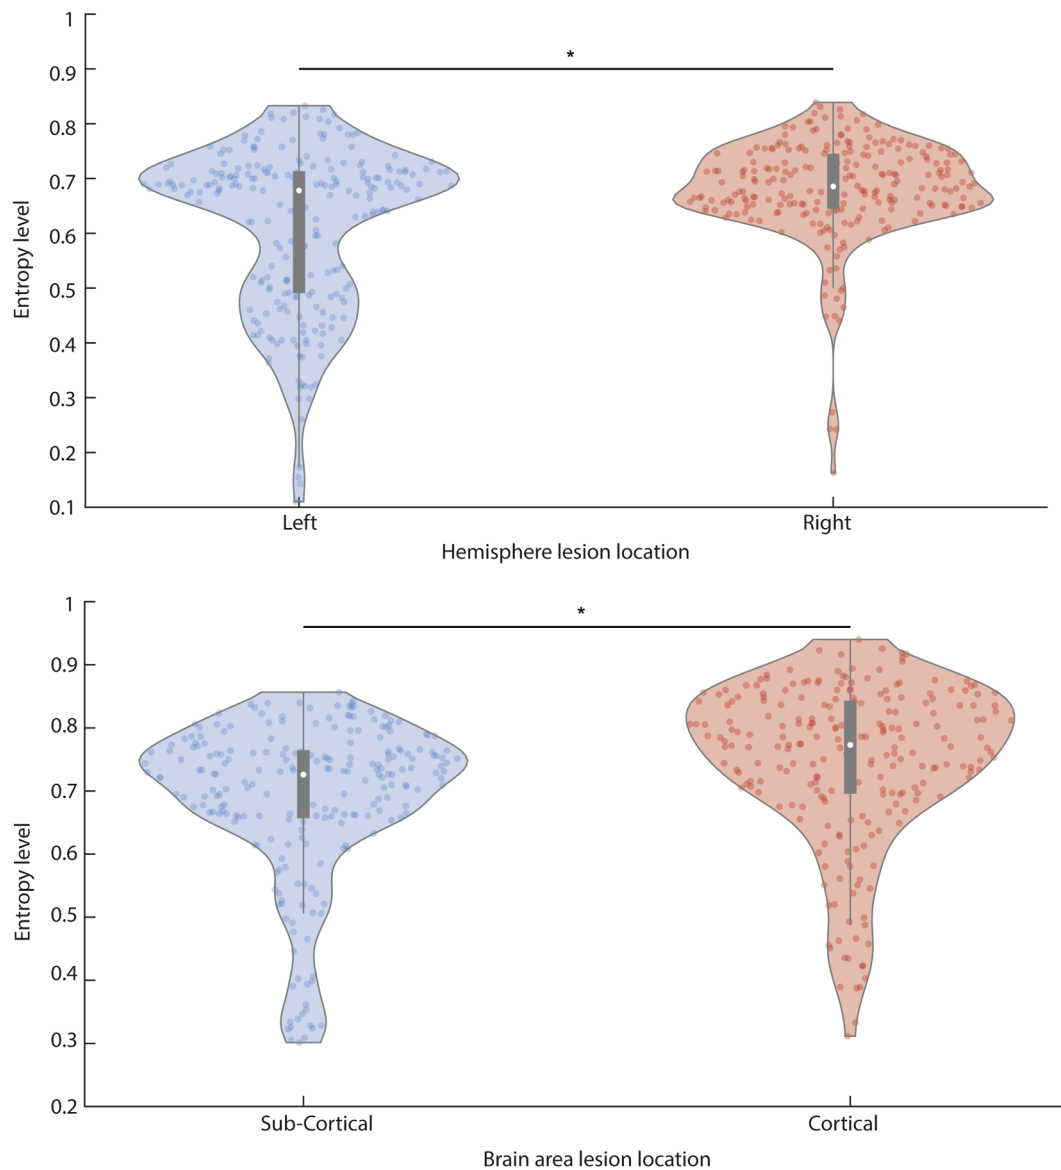 1
*
0.9
0.8
0.7
0.6
0.5
0.4
0.3
0.2
0.1
Entropy level
Left
Right
Hemisphere lesion location
1
*
0.9
0.8
0.7
0.6
0.5
0.4
0.3
0.2
Entropy level
Sub-Cortical
Cortical
Brain area lesion location